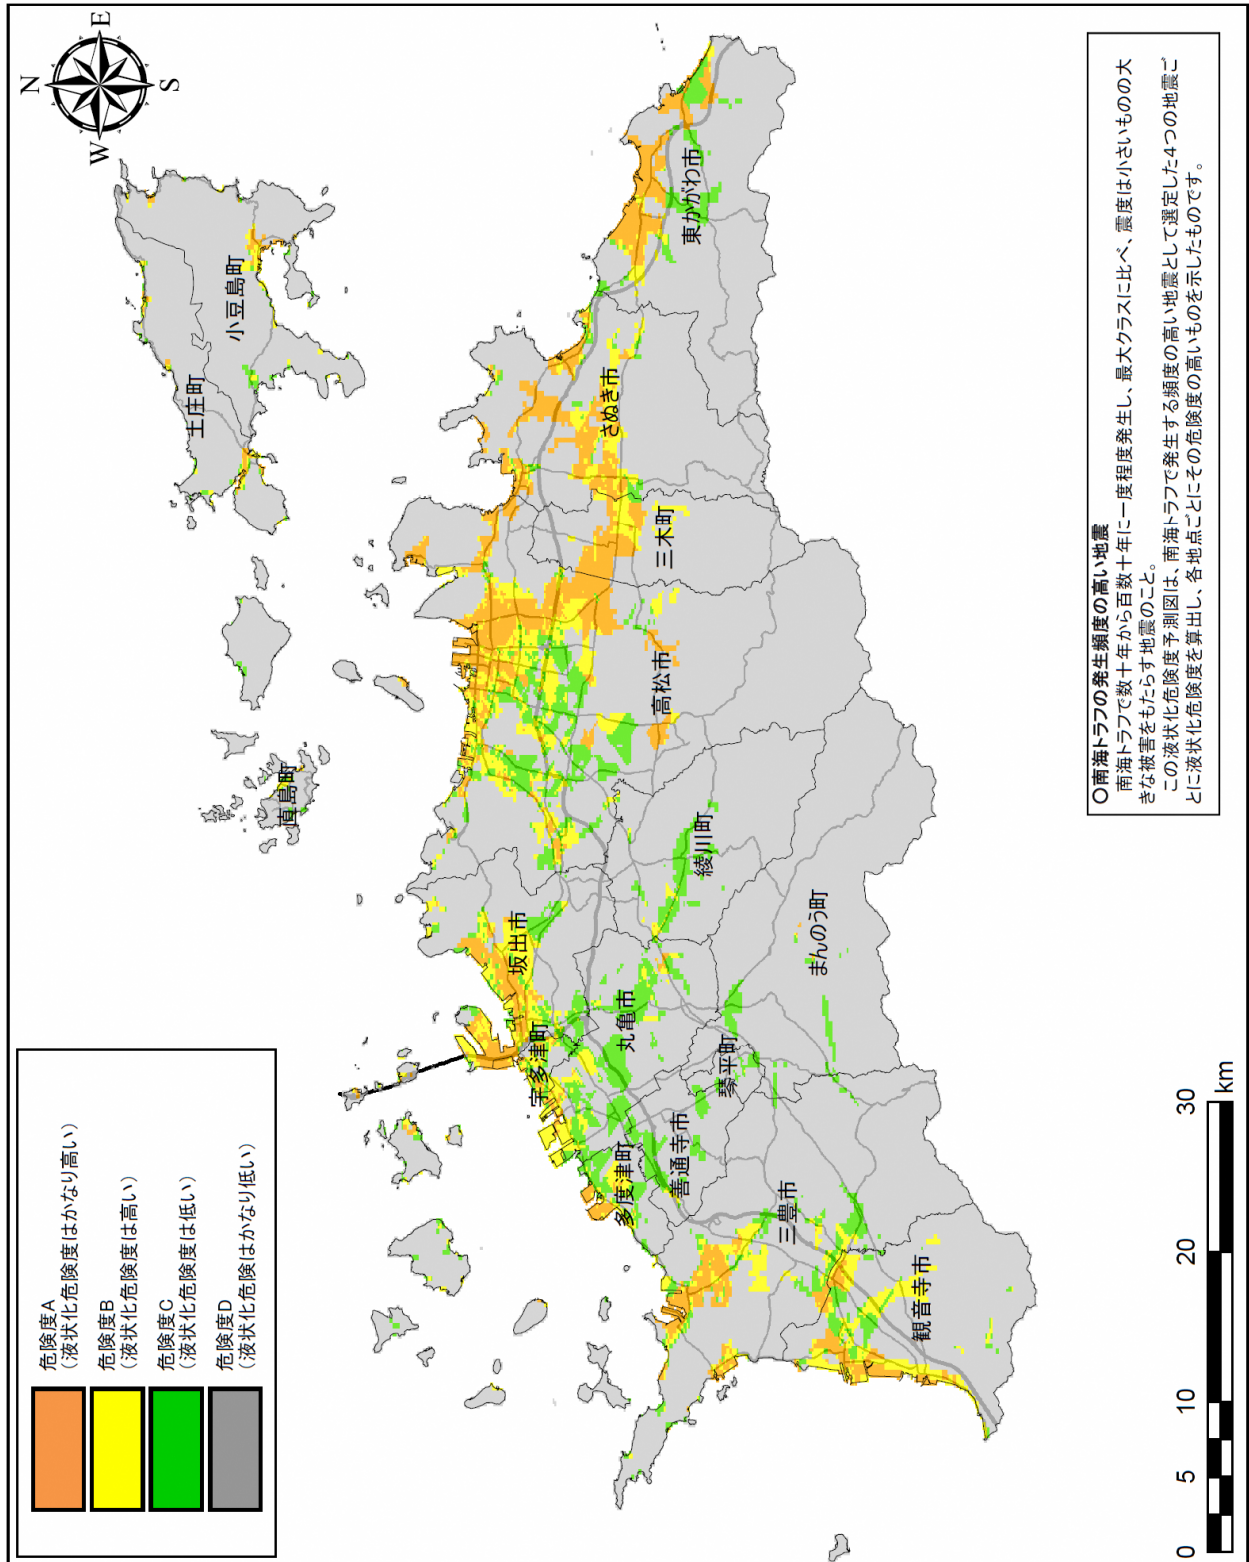 N
E
S
W
危険度A
（液状化危険度はかなり高い）
危険度B
（液状化危険度は高い）
危険度C
（液状化危険度は低い）
危険度D
（液状化危険はかなり低い）
土庄町
小豆島町
直島町
東かがわ市
さぬき市
三木町
高松市
綾川町
まんのう町
坂出市
宇多津町
丸亀市
琴平町
善通寺市
多度津町
三豊市
観音寺市
0 5 10 20 30
km
〇南海トラフの発生頻度の高い地震
南海トラフで数十年から百数十年に一度程度発生し、最大クラスに比べ、震度は小さいものの大
きな被害をもたらす地震のこと。
この液状化危険度予測図は、南海トラフで発生する頻度の高い地震として選定した４つの地震ご
とに液状化危険度を算出し、各地点ごとにその危険度の高いものを示したものです。